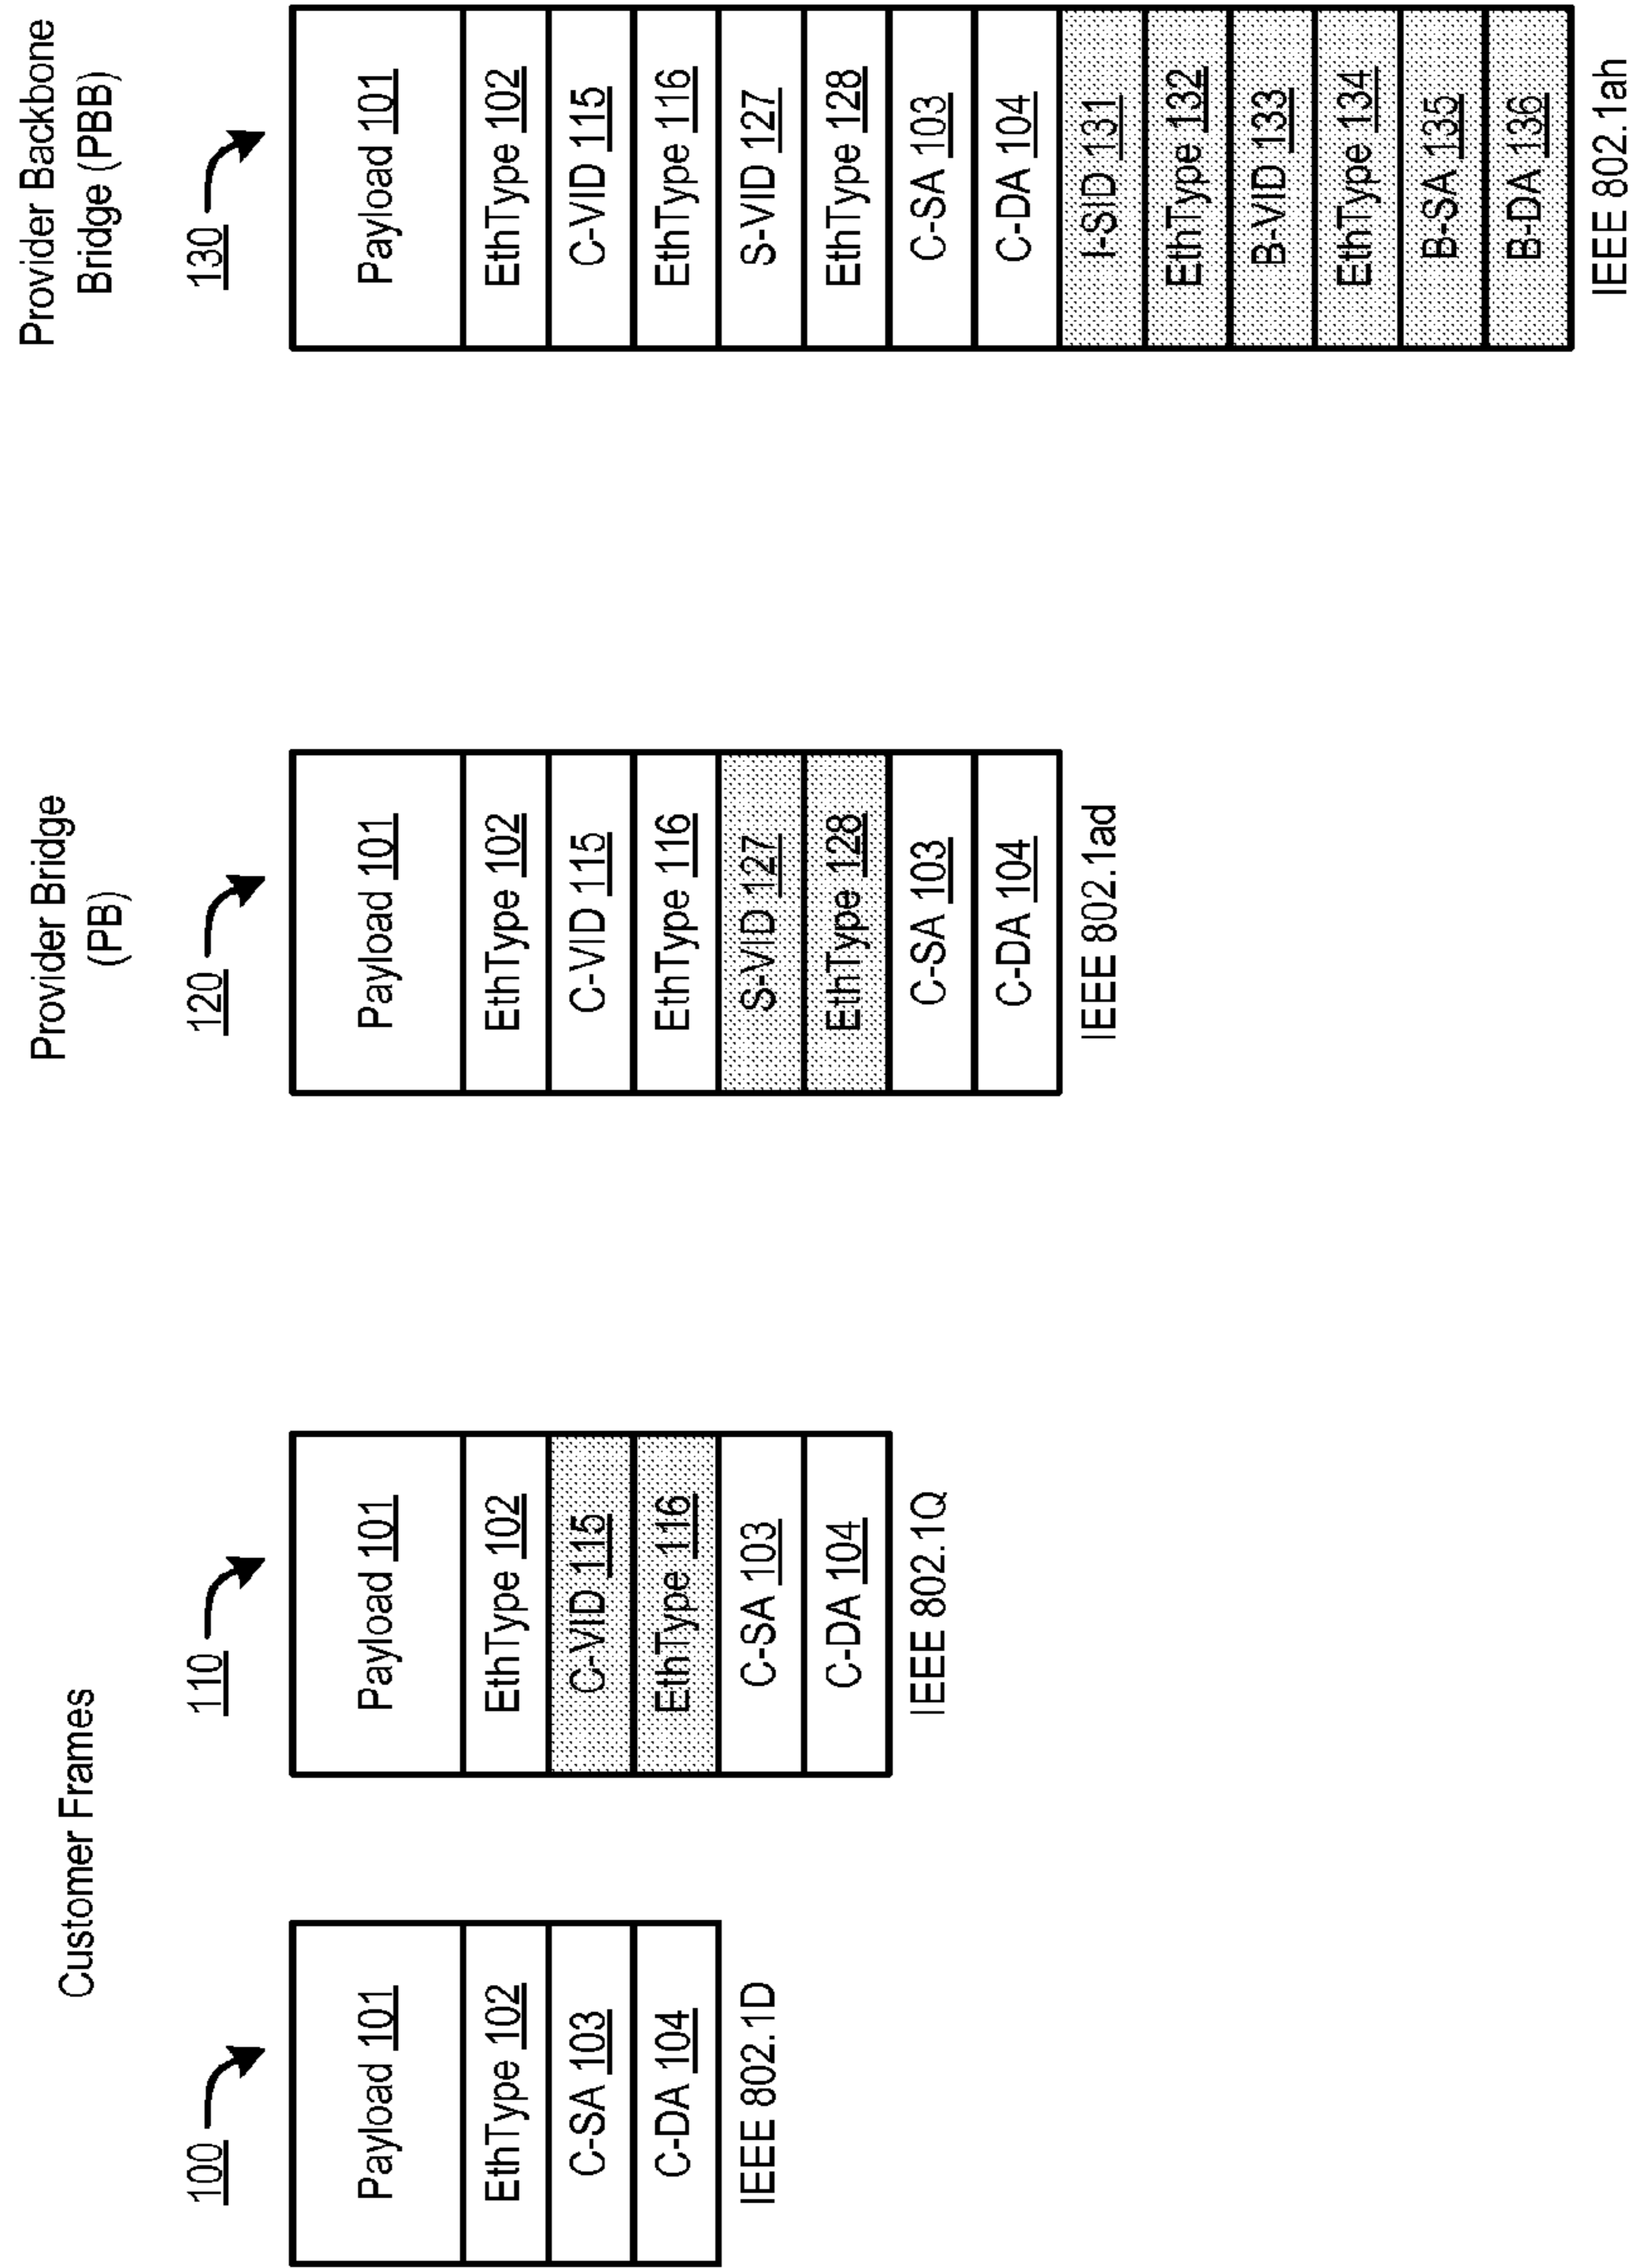 Customer Frames
100
Payload 101
EthType 102
C-SA 103
C-DA 104
IEEE 802.1D
110
Payload 101
EthType 102
C-VID 115
EthType 116
C-SA 103
C-DA 104
IEEE 802.1Q
Provider Bridge
(PB)
120
Payload 101
EthType 102
C-VID 115
EthType 116
S-VID 127
EthType 128
C-SA 103
C-DA 104
IEEE 802.1ad
Provider Backbone
Bridge (PBB)
130
Payload 101
EthType 102
C-VID 115
EthType 116
S-VID 127
EthType 128
C-SA 103
C-DA 104
I-SID 131
EthType 132
B-VID 133
EthType 134
B-SA 135
B-DA 136
IEEE 802.1ah